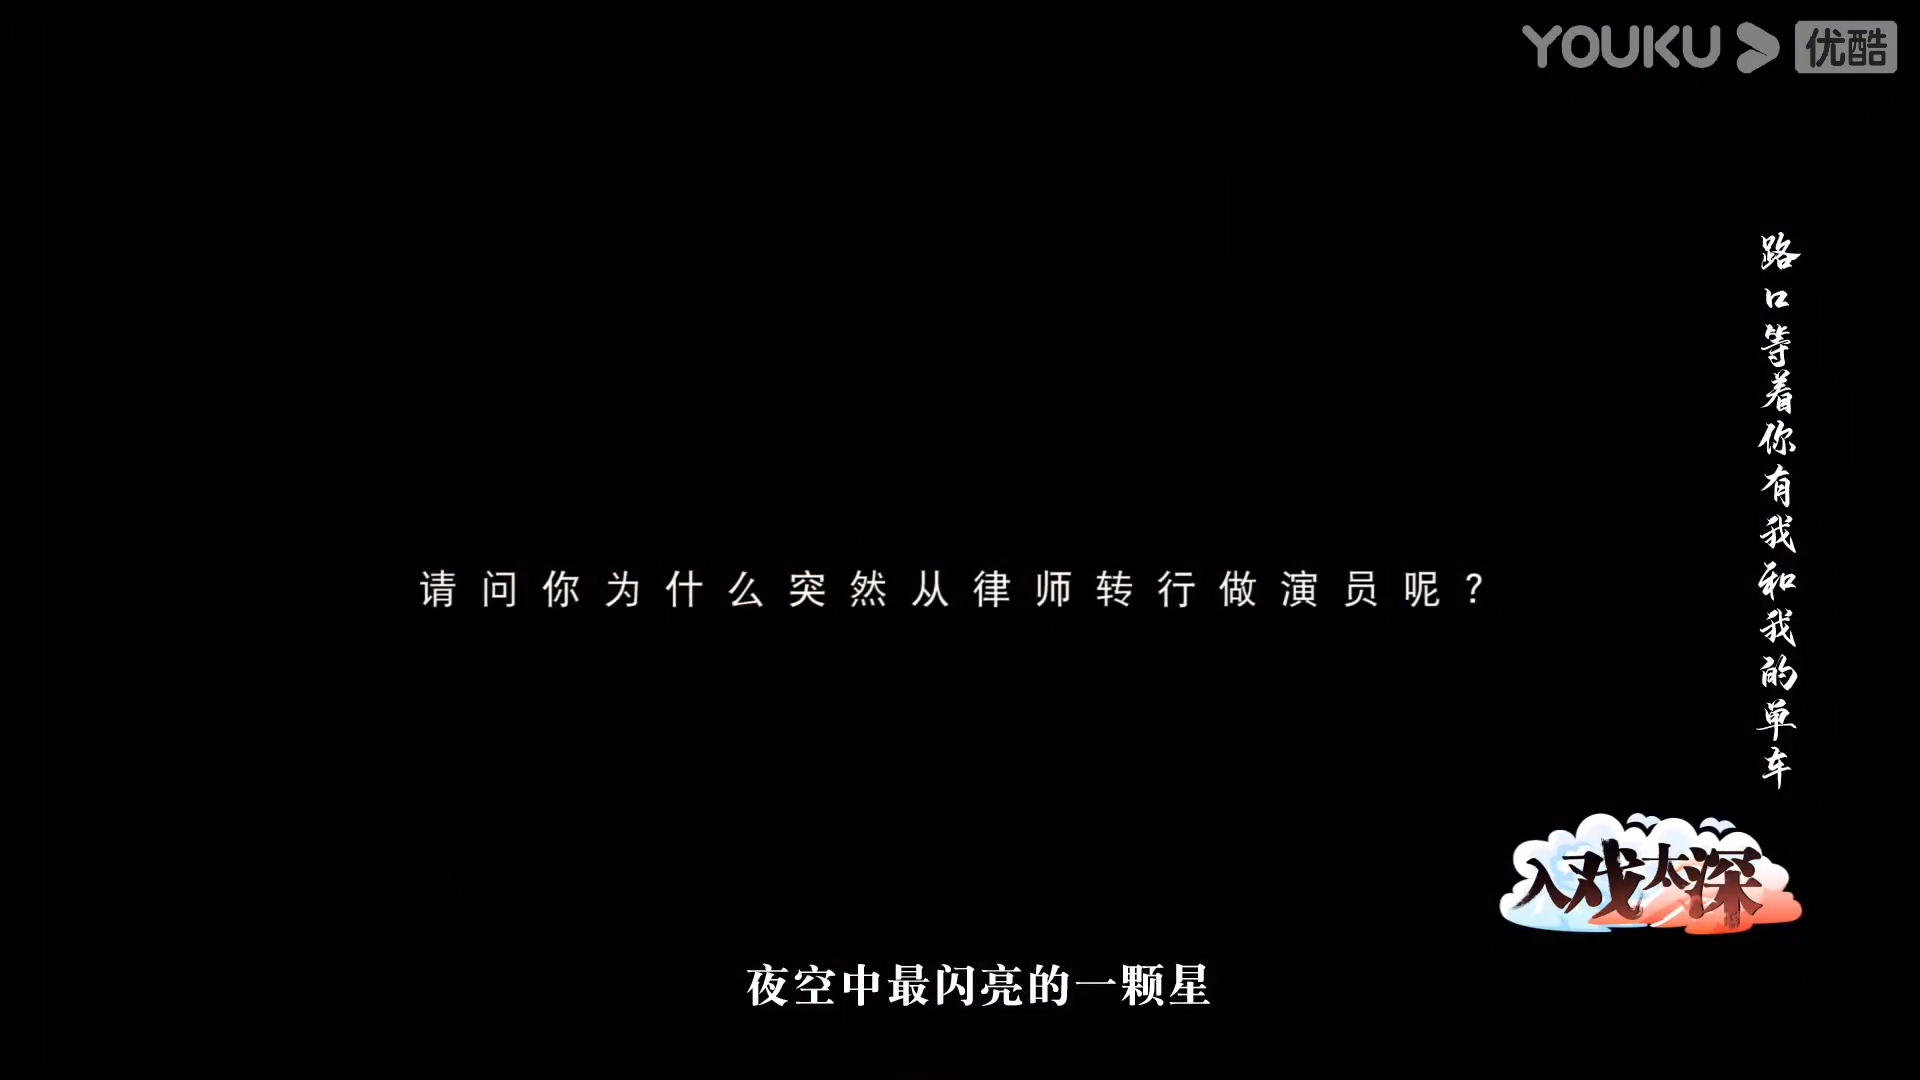 YOUKU 优酷
路口等着你有我和我的单车
请问你为什么突然从律师转行做演员呢？
入戏太深
夜空中最闪亮的一颗星